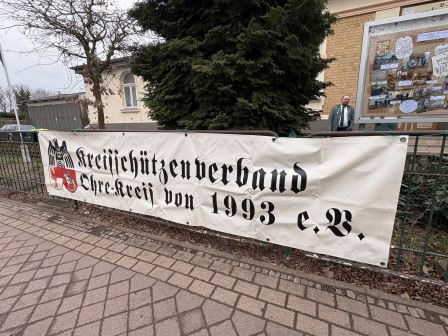 Kreisschützenverband
Ohre-Kreis von 1993 e.V.